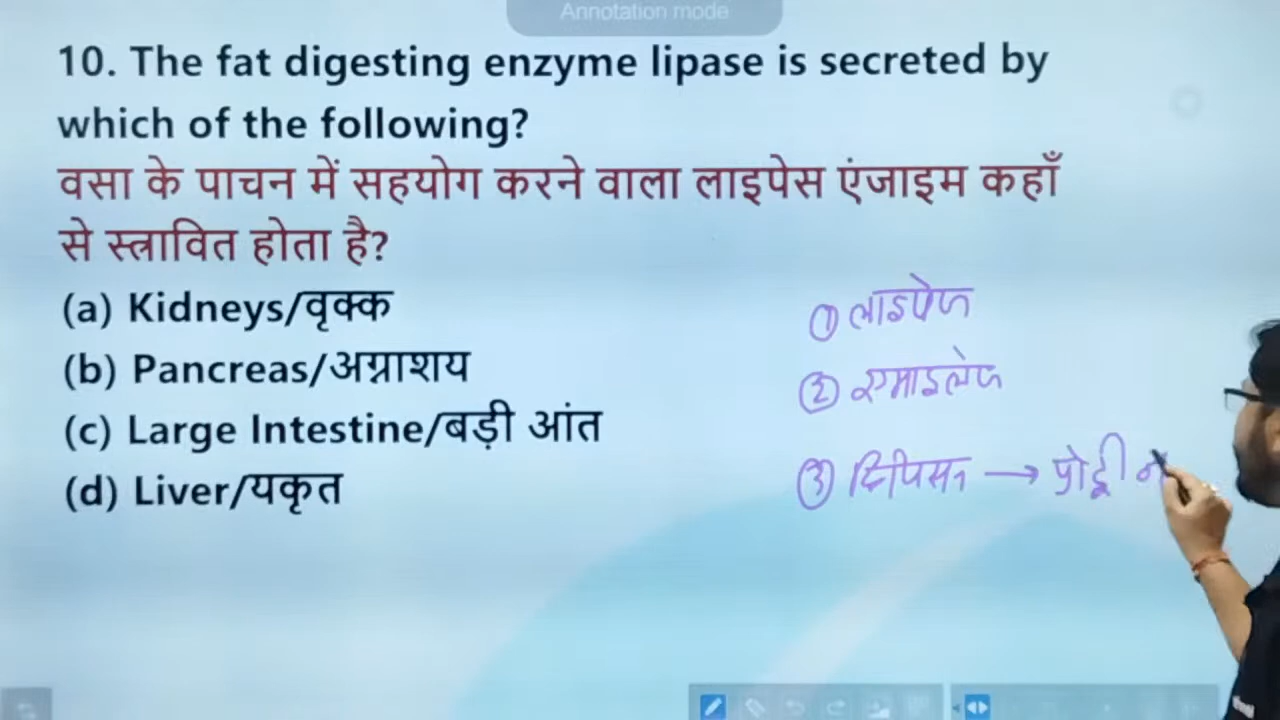 Annotation mode
10. The fat digesting enzyme lipase is secreted by
which of the following?
वसा के पाचन में सहयोग करने वाला लाइपेस एंजाइम कहाँ
से स्त्रावित होता है?
(a) Kidneys/वृक्क
(b) Pancreas/अग्नाशय
(c) Large Intestine/बड़ी आंत
(d) Liver/यकृत
① लाइपेज
② एमाइलेज
③ ट्रिपिसन → प्रोट्रीन